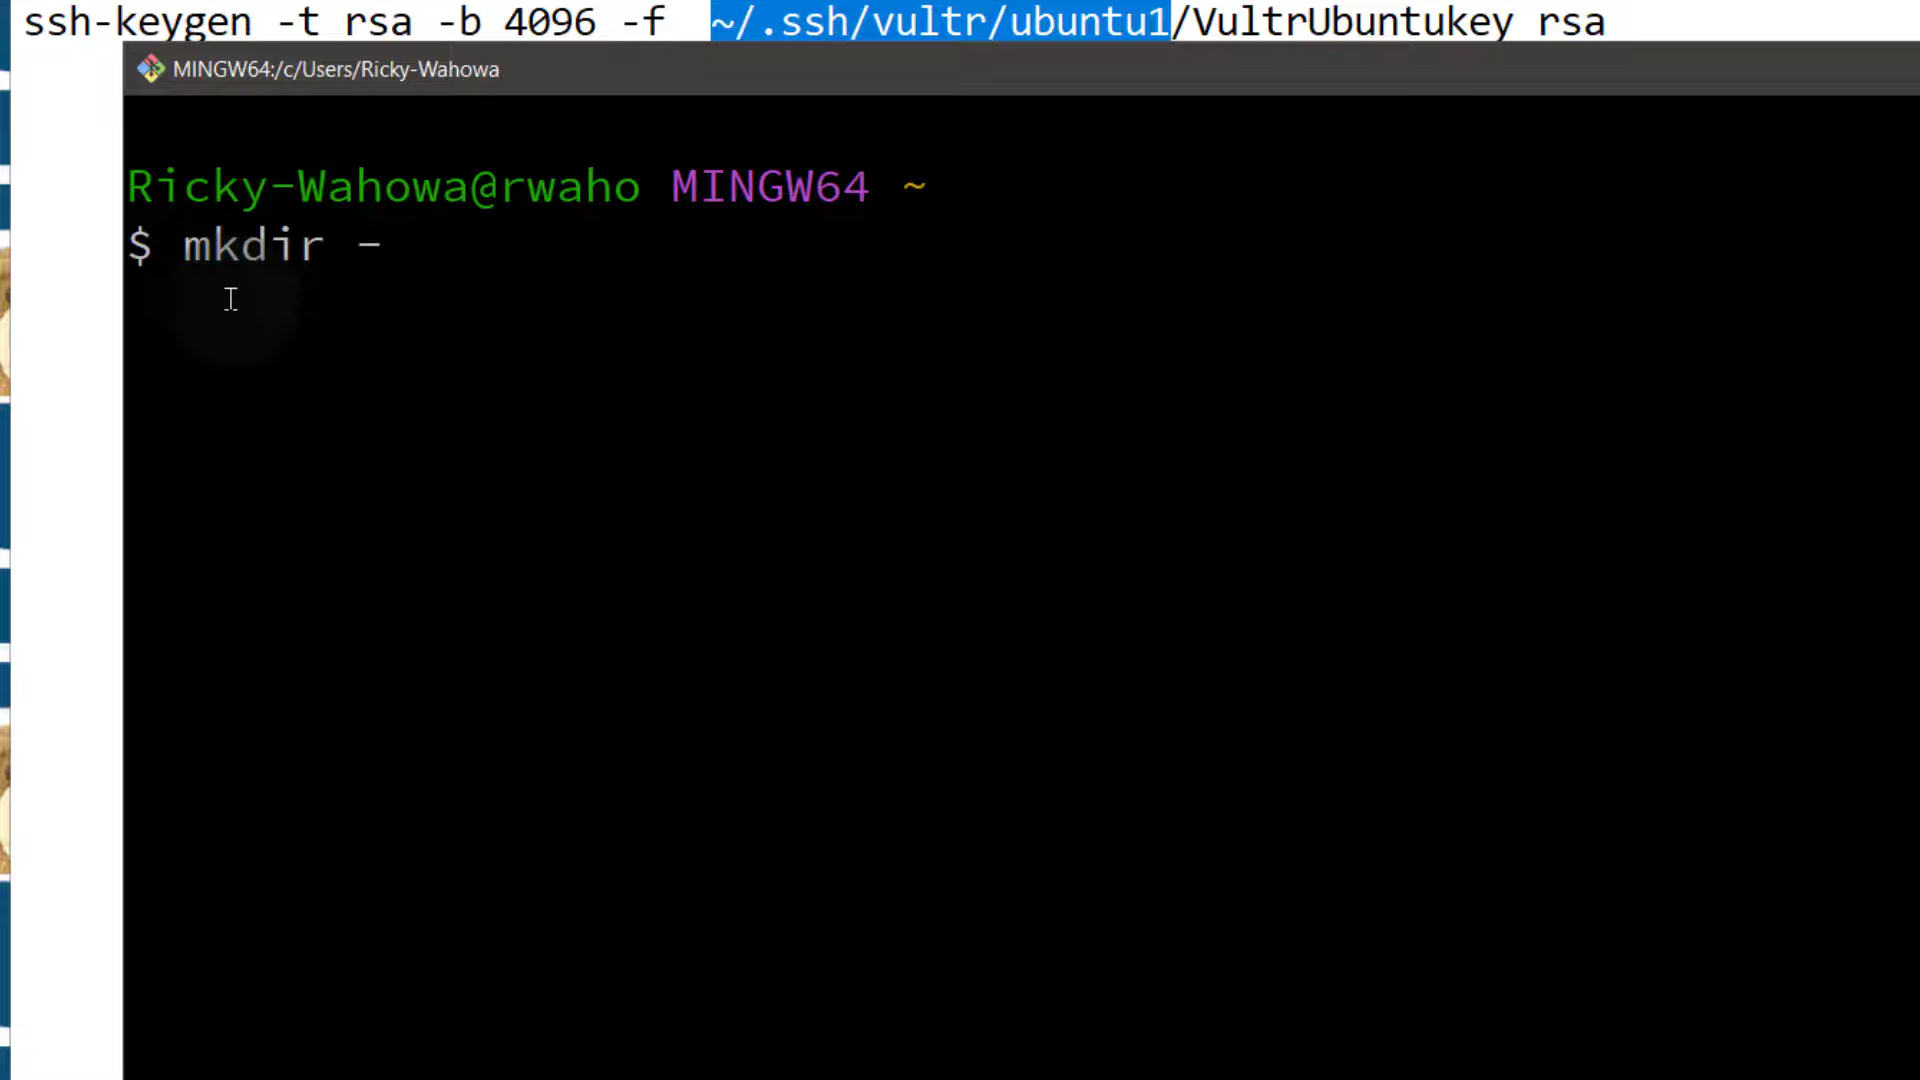 ssh-keygen -t rsa -b 4096 -f  ~/.ssh/vultr/ubuntu1/VultrUbuntukey rsa
MINGW64:/c/Users/Ricky-Wahowa
Ricky-Wahowa@rwaho MINGW64 ~
$ mkdir -